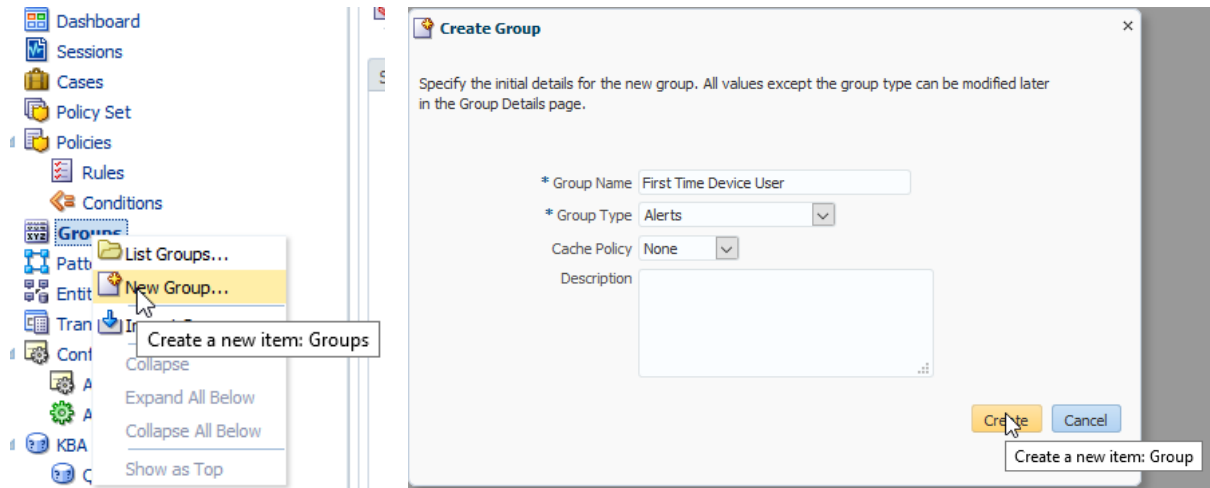 Dashboard
Sessions
Cases
Policy Set
Policies
Rules
Conditions
Groups
List Groups...
New Group...
Create a new item: Groups
Collapse
Expand All Below
Collapse All Below
KBA
Show as Top
Create Group
Specify the initial details for the new group. All values except the group type can be modified later
in the Group Details page.
* Group Name First Time Device User
* Group Type Alerts
Cache Policy None
Description
Create Cancel
Create a new item: Group